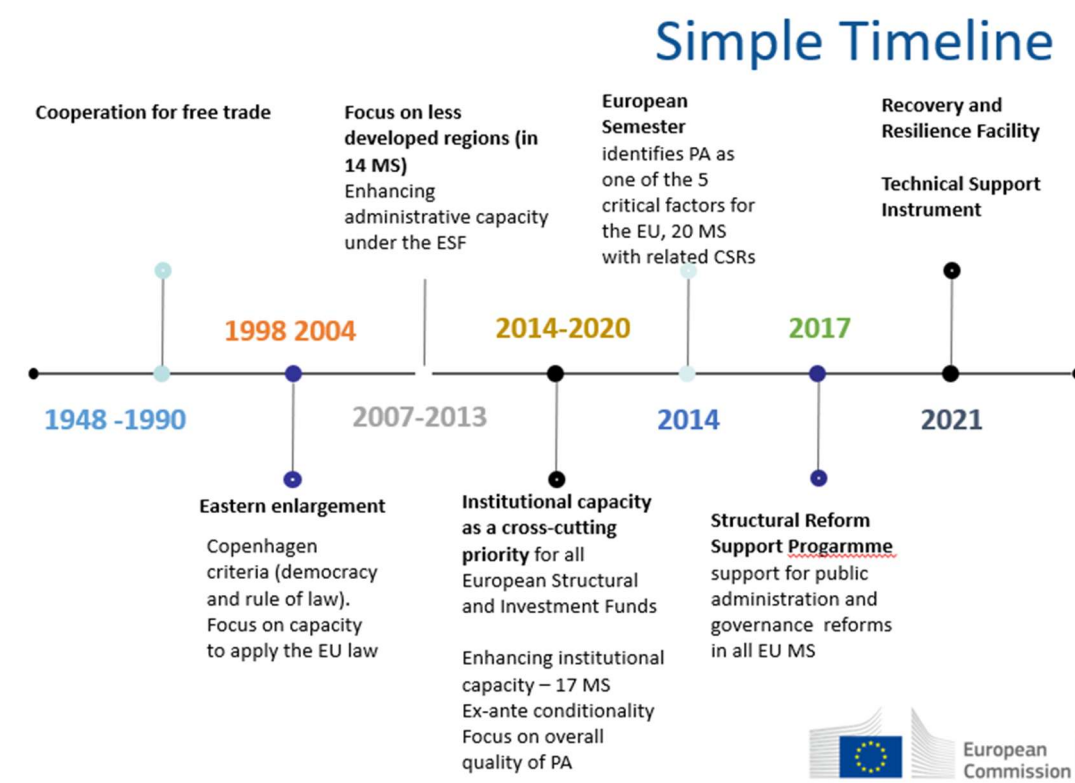 Simple Timeline
Cooperation for free trade
Focus on less
developed regions (in
14 MS)
Enhancing
administrative capacity
under the ESF
European
Semester
identifies PA as
one of the 5
critical factors for
the EU, 20 MS
with related CSRs
Recovery and
Resilience Facility
Technical Support
Instrument
1998 2004
2014-2020
2017
1948 -1990
2007-2013
2014
2021
Eastern enlargement
Copenhagen
criteria (democracy
and rule of law).
Focus on capacity
to apply the EU law
Institutional capacity
as a cross-cutting
priority for all
European Structural
and Investment Funds
Enhancing institutional
capacity – 17 MS
Ex-ante conditionality
Focus on overall
quality of PA
Structural Reform
Support Progarmme
support for public
administration and
governance reforms
in all EU MS
European
Commission